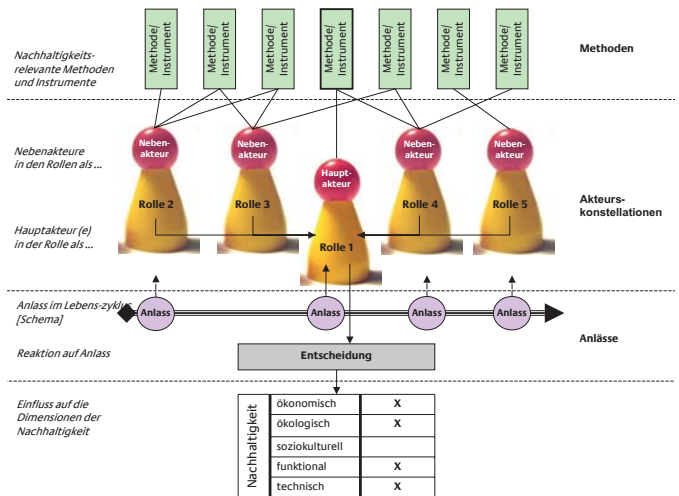 Methode/
Instrument
Methode/
Instrument
Methode/
Instrument
Methode/
Instrument
Methode/
Instrument
Methode/
Instrument
Methode/
Instrument
Methoden
Nachhaltigkeits-
relevante Methoden
und Instrumente
Nebenakteure
in den Rollen als ...
Neben-
akteur
Neben-
akteur
Haupt-
akteur
Neben-
akteur
Neben-
akteur
Rolle 2
Rolle 3
Rolle 1
Rolle 4
Rolle 5
Akteurs-
konstellationen
Hauptakteur (e)
in der Rolle als ...
Anlass im Lebens-zyklus
[Schema]
Anlass
Anlass
Anlass
Anlass
Anlässe
Reaktion auf Anlass
Entscheidung
Einfluss auf die
Dimensionen der
Nachhaltigkeit
Nachhaltigkeit
ökonomisch X
ökologisch X
soziokulturell
funktional X
technisch X